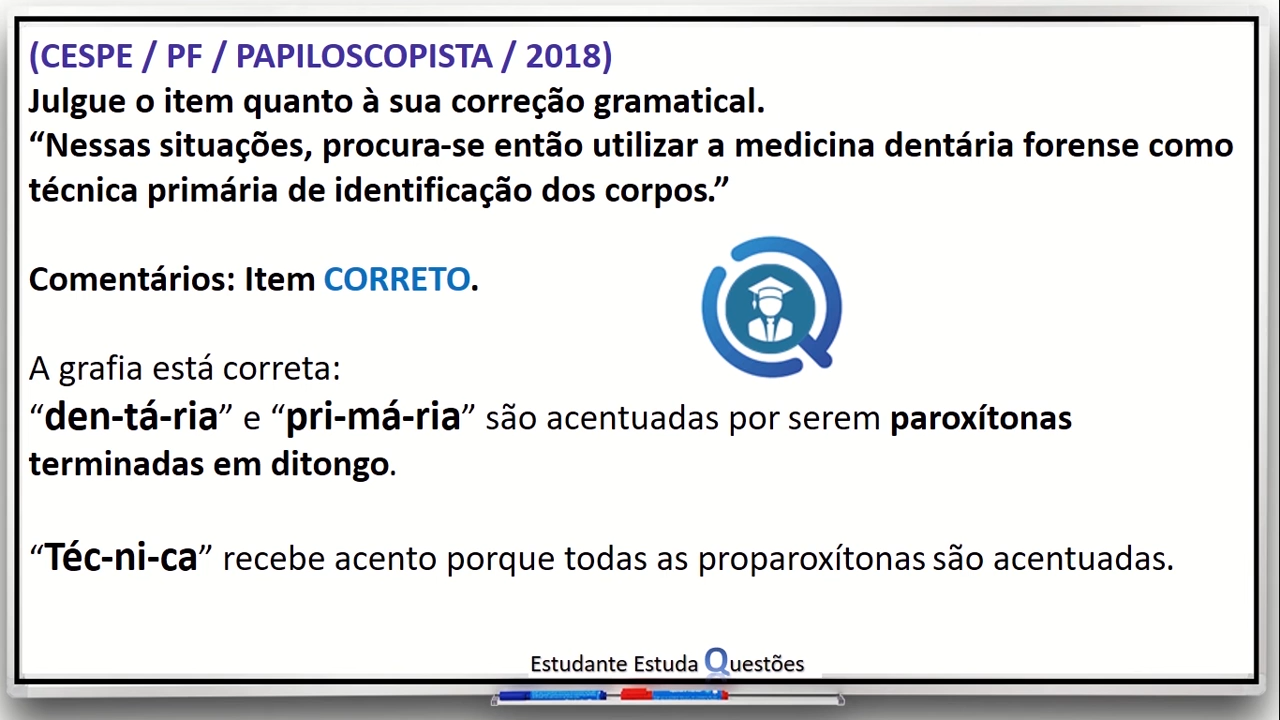 (CESPE / PF / PAPILOSCOPISTA / 2018)
Julgue o item quanto à sua correção gramatical.
“Nessas situações, procura-se então utilizar a medicina dentária forense como
técnica primária de identificação dos corpos.”
Comentários: Item CORRETO.
A grafia está correta:
“den-tá-ria” e “pri-má-ria” são acentuadas por serem paroxítonas
terminadas em ditongo.
“Téc-ni-ca” recebe acento porque todas as proparoxítonas são acentuadas.
Estudante Estuda Questões